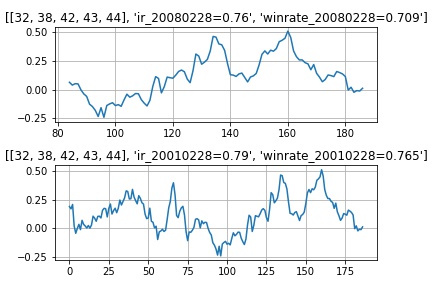 [[32, 38, 42, 43, 44], 'ir_20080228=0.76', 'winrate_20080228=0.709']
0.50
0.25
0.00
−0.25
80 100 120 140 160 180
[[32, 38, 42, 43, 44], 'ir_20010228=0.79', 'winrate_20010228=0.765']
0.50
0.25
0.00
−0.25
0 25 50 75 100 125 150 175